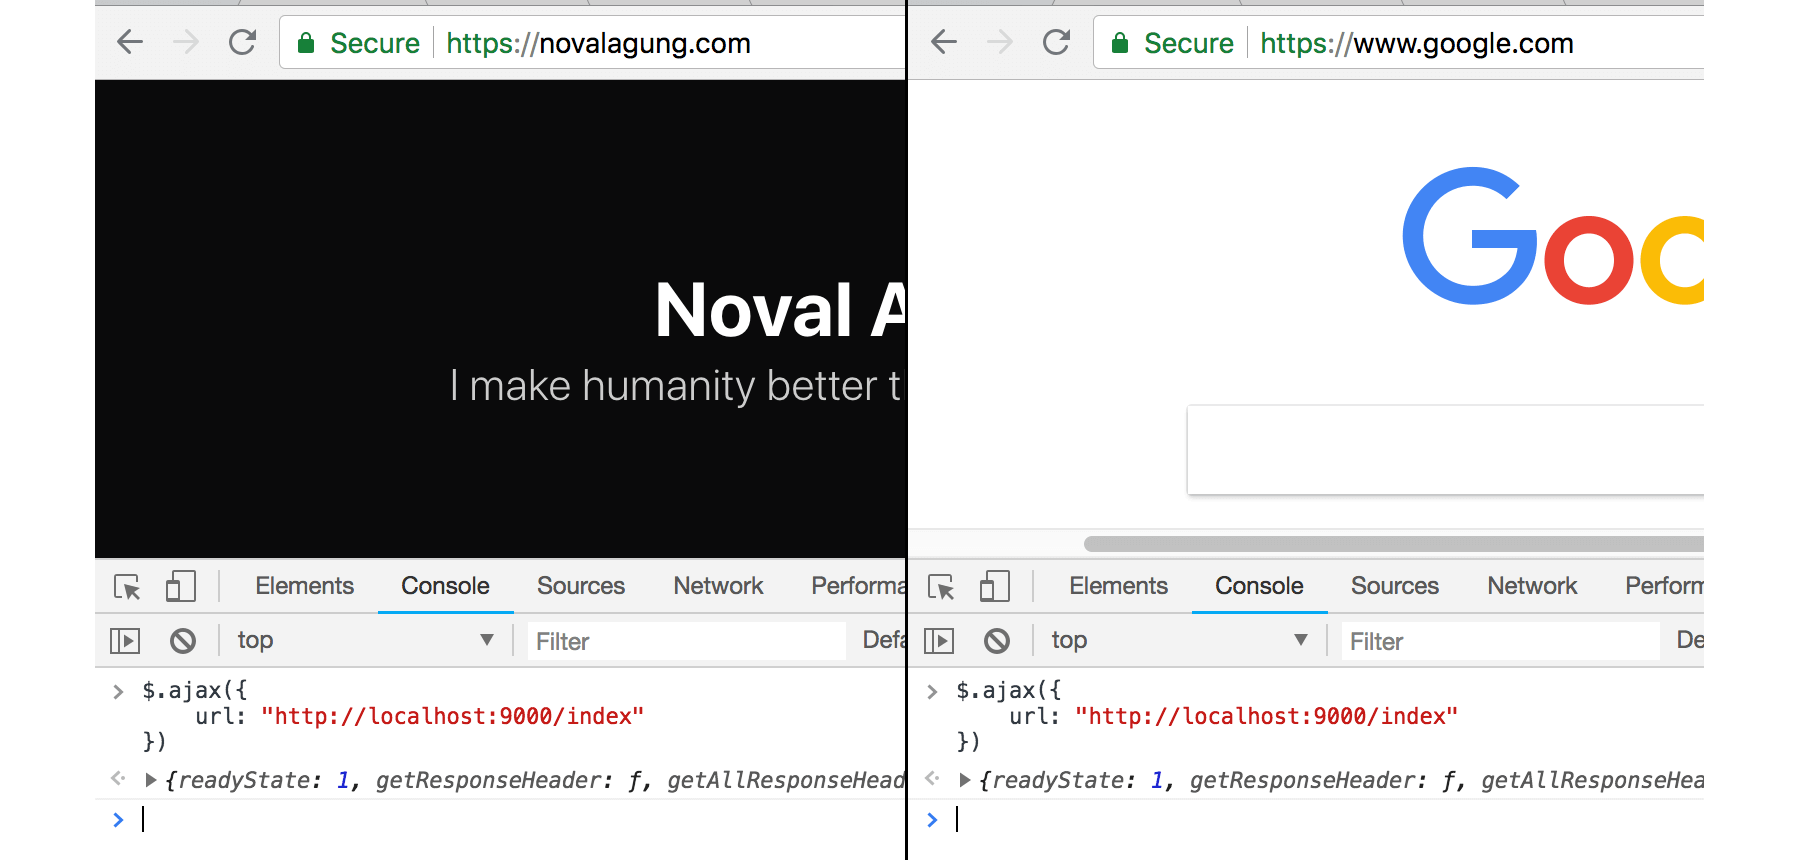 Secure https://novalagung.com
Noval A
I make humanity better t
Elements Console Sources Network Performa
top ▼ Filter Defa
> $.ajax({
url: "http://localhost:9000/index"
})
{readyState: 1, getResponseHeader: ƒ, getAllResponseHead
>
Secure https://www.google.com
Goo
Elements Console Sources Network Perform
top ▼ Filter De
> $.ajax({
url: "http://localhost:9000/index"
})
{readyState: 1, getResponseHeader: ƒ, getAllResponseHea
>